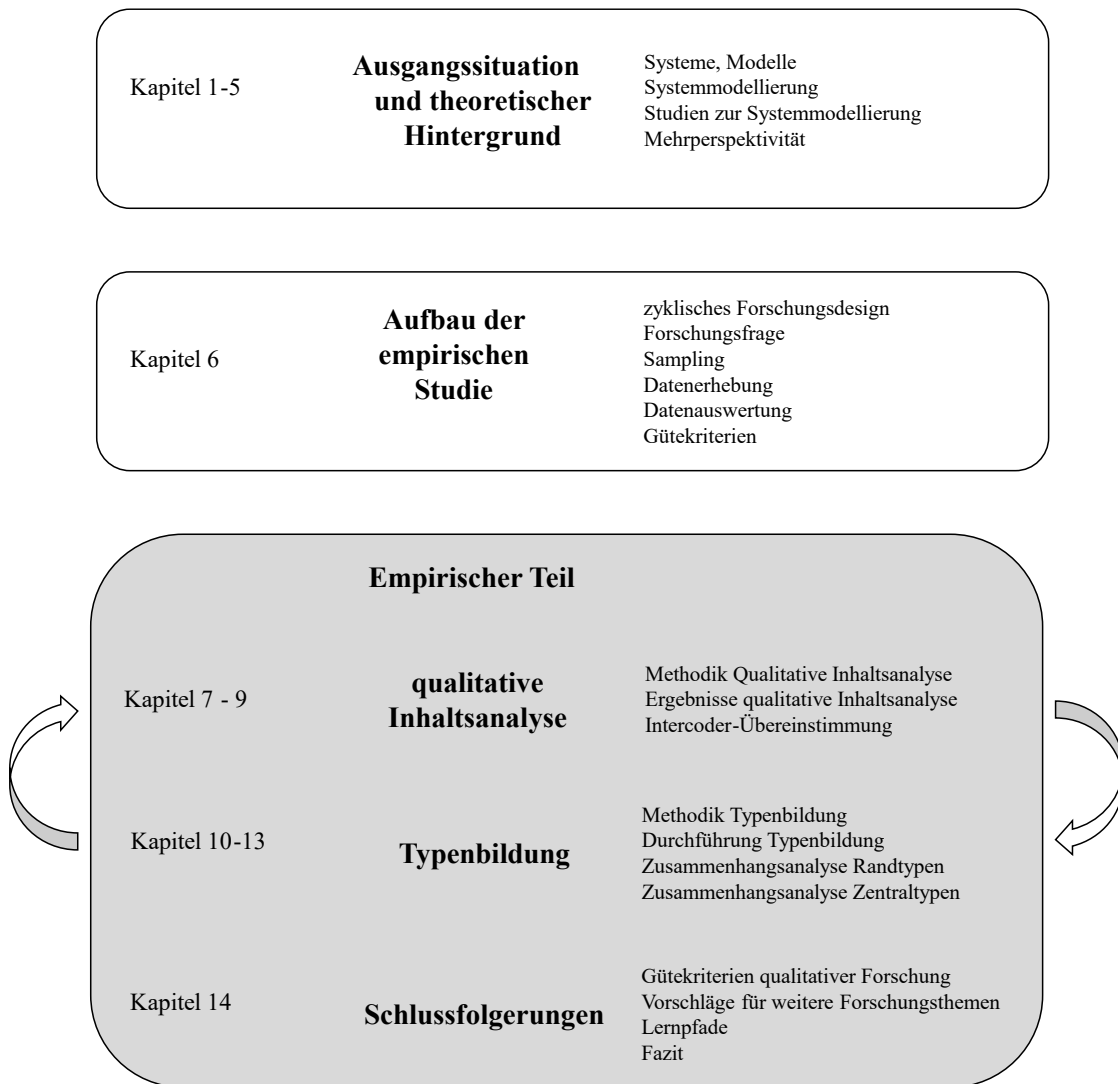 Kapitel 1-5
Ausgangssituation
und theoretischer
Hintergrund
Systeme, Modelle
Systemmodellierung
Studien zur Systemmodellierung
Mehrperspektivität
Kapitel 6
Aufbau der
empirischen
Studie
zyklisches Forschungsdesign
Forschungsfrage
Sampling
Datenerhebung
Datenauswertung
Gütekriterien
Empirischer Teil
Kapitel 7 - 9
qualitative
Inhaltsanalyse
Methodik Qualitative Inhaltsanalyse
Ergebnisse qualitative Inhaltsanalyse
Intercoder-Übereinstimmung
Kapitel 10-13
Typenbildung
Methodik Typenbildung
Durchführung Typenbildung
Zusammenhangsanalyse Randtypen
Zusammenhangsanalyse Zentraltypen
Kapitel 14
Schlussfolgerungen
Gütekriterien qualitativer Forschung
Vorschläge für weitere Forschungsthemen
Lernpfade
Fazit